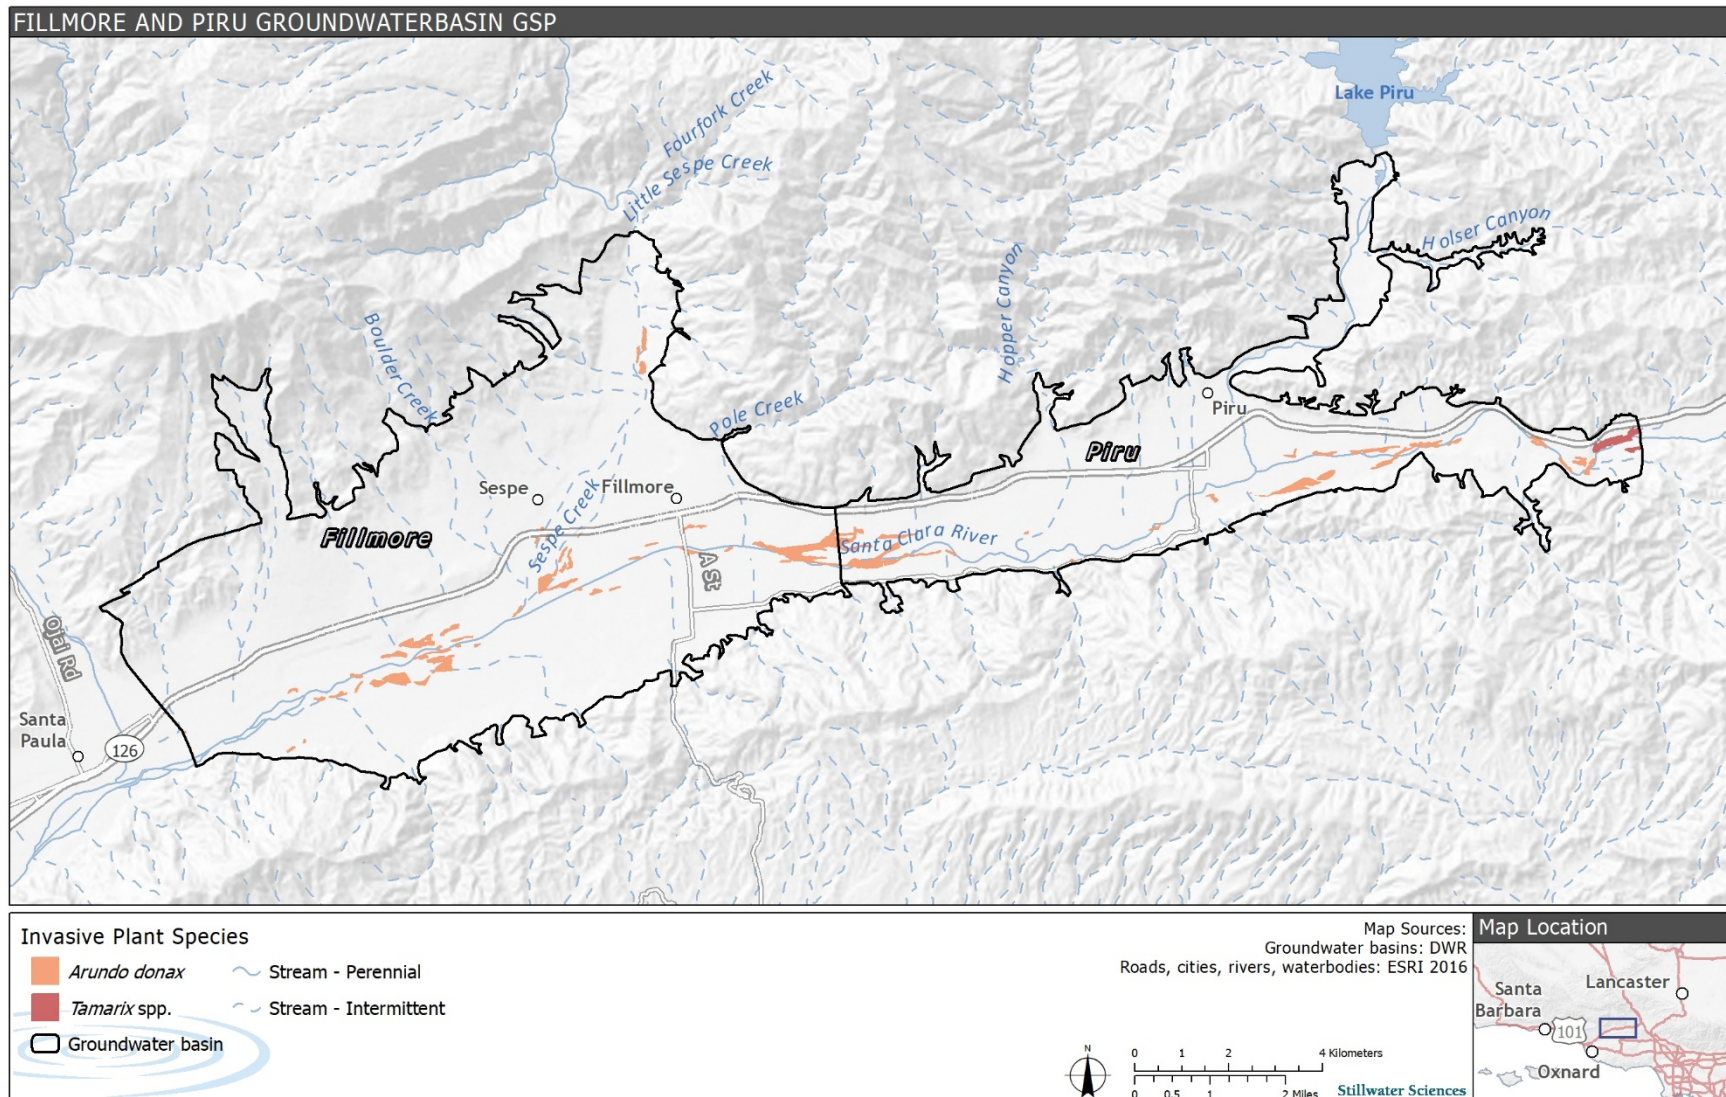 FILLMORE AND PIRU GROUNDWATERBASIN GSP
Lake Piru
Fourfork Creek
Little Sespe Creek
Holser Canyon
Hopper Canyon
Boulder Creek
Pole Creek
Piru
Piru
Sespe
Fillmore
Sespe Creek
Fillmore
Santa Clara River
A St
Ojai Rd
Santa
Paula
126
Invasive Plant Species
Arundo donax
Stream - Perennial
Tamarix spp.
Stream - Intermittent
Groundwater basin
Map Sources:
Groundwater basins: DWR
Roads, cities, rivers, waterbodies: ESRI 2016
N
0 1 2 4 Kilometers
0 0.5 1 2 Miles
Stillwater Sciences
Map Location
Lancaster
Santa
Barbara
101
Oxnard